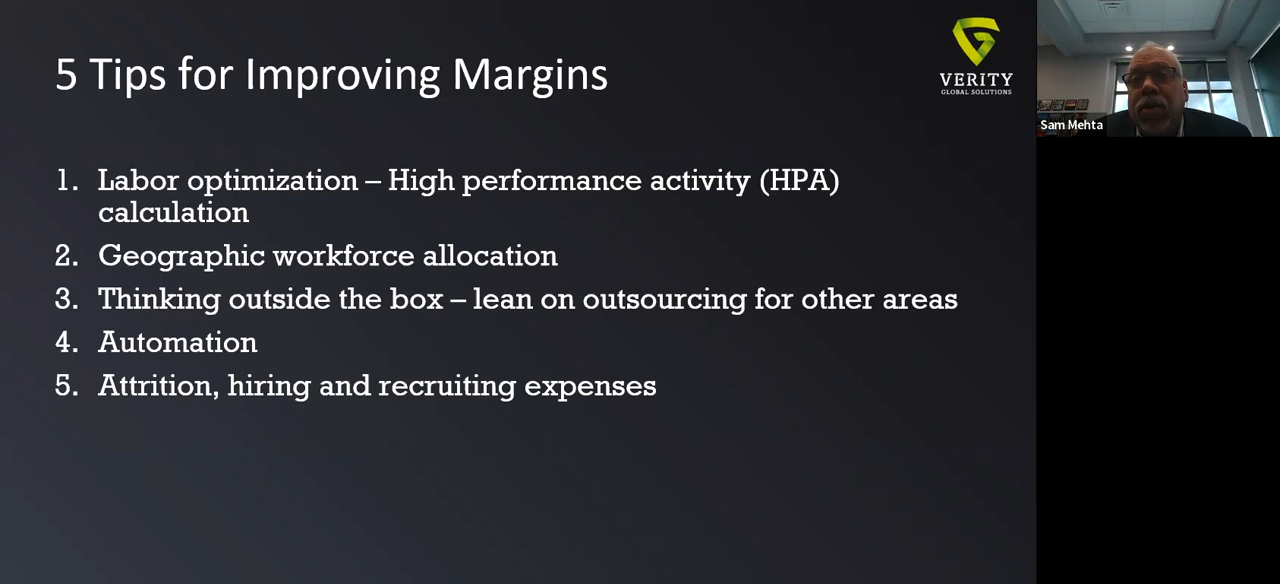 5 Tips for Improving Margins
VERITY
GLOBAL SOLUTIONS
Sam Mehta
1. Labor optimization – High performance activity (HPA)
calculation
2. Geographic workforce allocation
3. Thinking outside the box – lean on outsourcing for other areas
4. Automation
5. Attrition, hiring and recruiting expenses